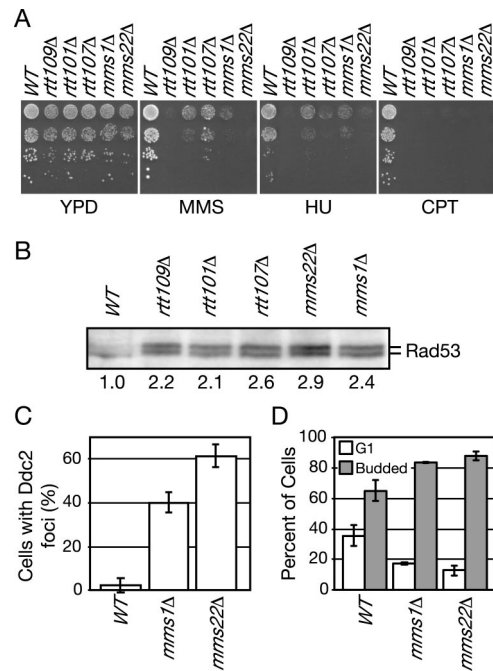 A
WT rtt109Δ rtt101Δ rtt107Δ mms1Δ mms22Δ WT rtt109Δ rtt101Δ rtt107Δ mms1Δ mms22Δ WT rtt109Δ rtt101Δ rtt107Δ mms1Δ mms22Δ WT rtt109Δ rtt101Δ rtt107Δ mms1Δ mms22Δ
YPD MMS HU CPT
B
WT rtt109Δ rtt101Δ rtt107Δ mms22Δ mms1Δ
Rad53
1.0 2.2 2.1 2.6 2.9 2.4
C
Cells with Ddc2
foci (%)
60
40
20
0
WT mms1Δ mms22Δ
D
Percent of Cells
100
80
60
40
20
0
G1
Budded
WT mms1Δ mms22Δ